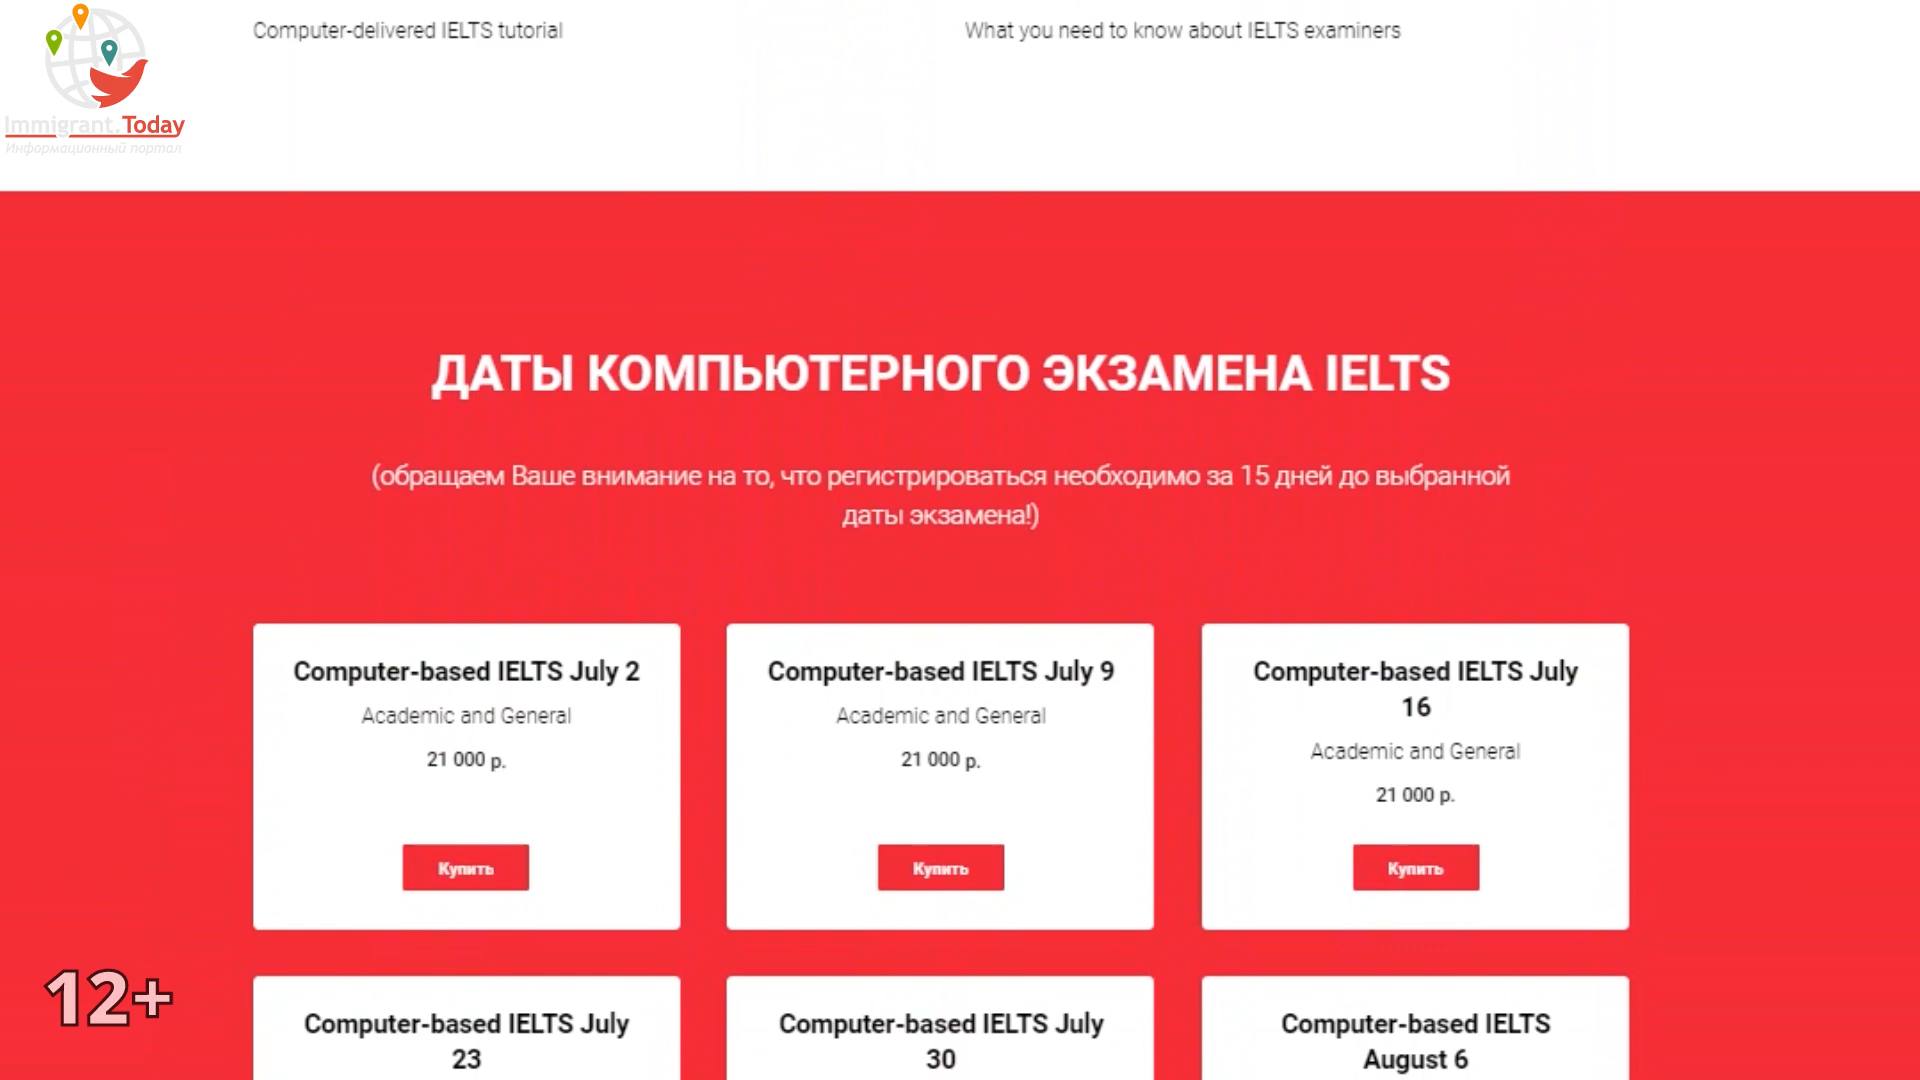 Computer-delivered IELTS tutorial
What you need to know about IELTS examiners
Immigrant.Today
Информационный портал
ДАТЫ КОМПЬЮТЕРНОГО ЭКЗАМЕНА IELTS
(обращаем Ваше внимание на то, что регистрироваться необходимо за 15 дней до выбранной
даты экзамена!)
Computer-based IELTS July 2
Academic and General
21 000 р.
Купить
Computer-based IELTS July 9
Academic and General
21 000 р.
Купить
Computer-based IELTS July
16
Academic and General
21 000 р.
Купить
Computer-based IELTS July
23
Computer-based IELTS July
30
Computer-based IELTS
August 6
12+